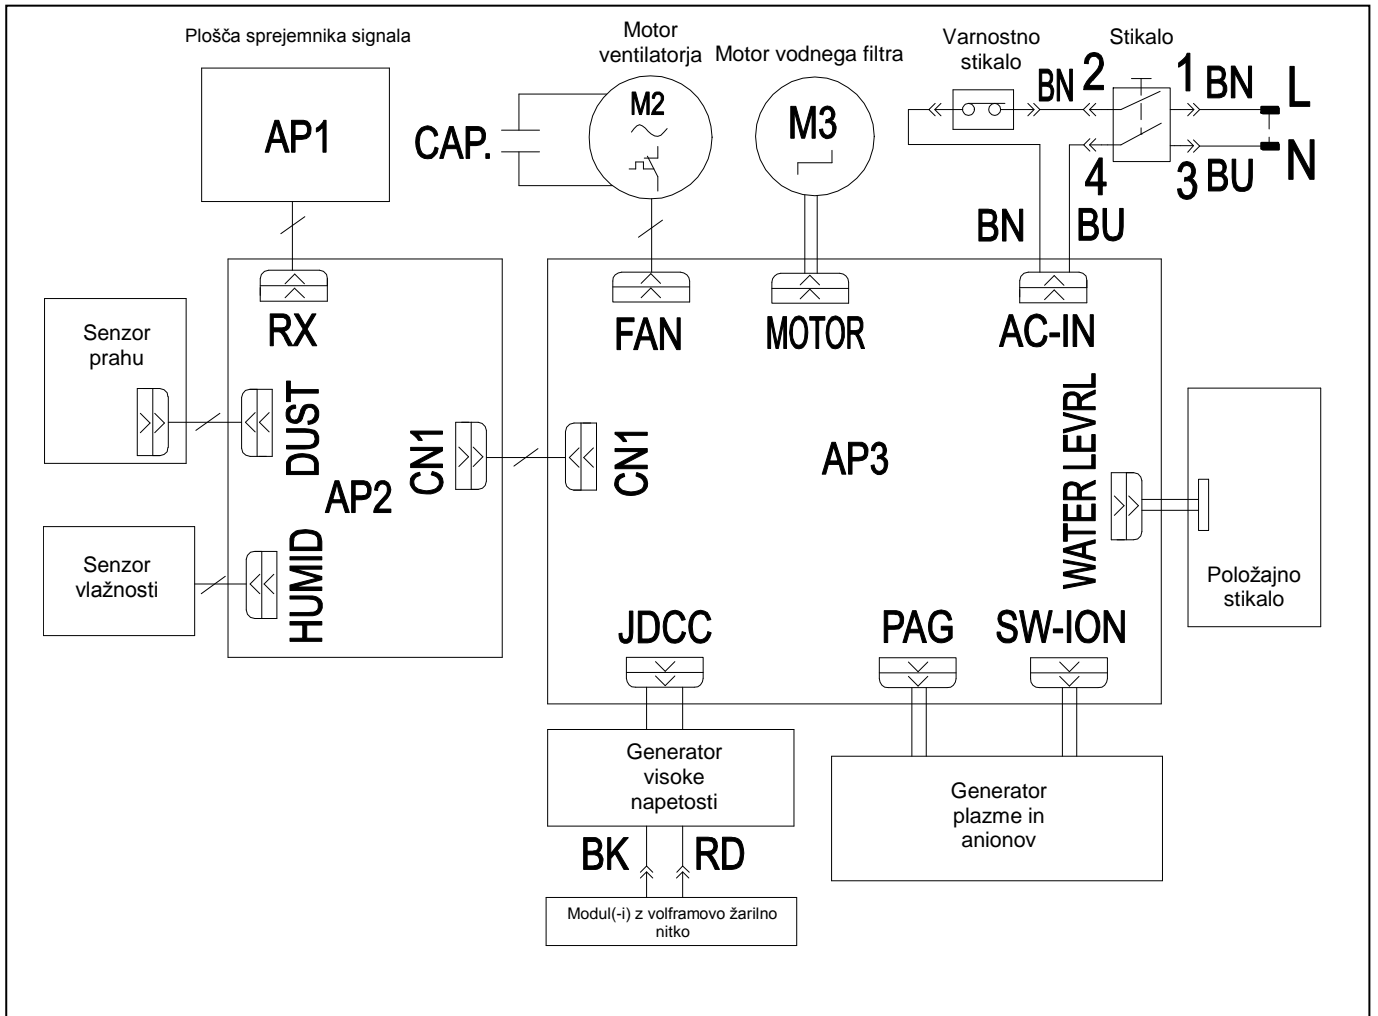 Plošča sprejemnika signala
Motor
ventilatorja
Motor vodnega filtra
Varnostno
stikalo
Stikalo
AP1
CAP.
M2
M3
BN
2
1
BN
L
4
3
BU
N
BN
BU
RX
FAN
MOTOR
AC-IN
Senzor
prahu
DUST
CN1
CN1
AP2
AP3
WATER LEVRL
Senzor
vlažnosti
HUMID
Položajno
stikalo
JDCC
PAG
SW-ION
Generator
visoke
napetosti
Generator
plazme in
anionov
BK
RD
Modul(-i) z volframovo žarilno
nitko